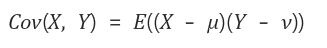 Cov(X, Y) = E((X - μ)(Y - ν))